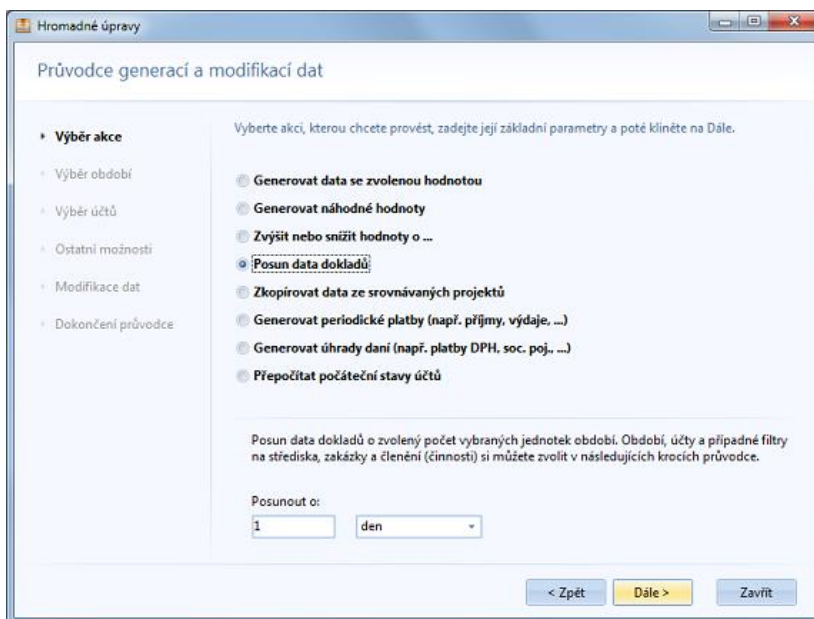 Hromadné úpravy
Průvodce generací a modifikací dat
Výběr akce
Výběr období
Výběr účtů
Ostatní možnosti
Modifikace dat
Dokončení průvodce
Vyberte akci, kterou chcete provést, zadejte její základní parametry a poté kliněte na Dále.
Generovat data se zvolenou hodnotou
Generovat náhodné hodnoty
Zvýšit nebo snížit hodnoty o ...
Posun data dokladů
Zkopírovat data ze srovnávaných projektů
Generovat periodické platby (např. příjmy, výdaje, ...)
Generovat úhrady daní (např. platby DPH, soc. poj., ...)
Přepočítat počáteční stavy účtů
Posun data dokladů o zvolený počet vybraných jednotek období. Období, účty a případné filtry
na střediska, zakázky a členění (činnosti) si můžete zvolit v následujících krocích průvodce.
Posunout o:
1 den
< Zpět Dále > Zavřít